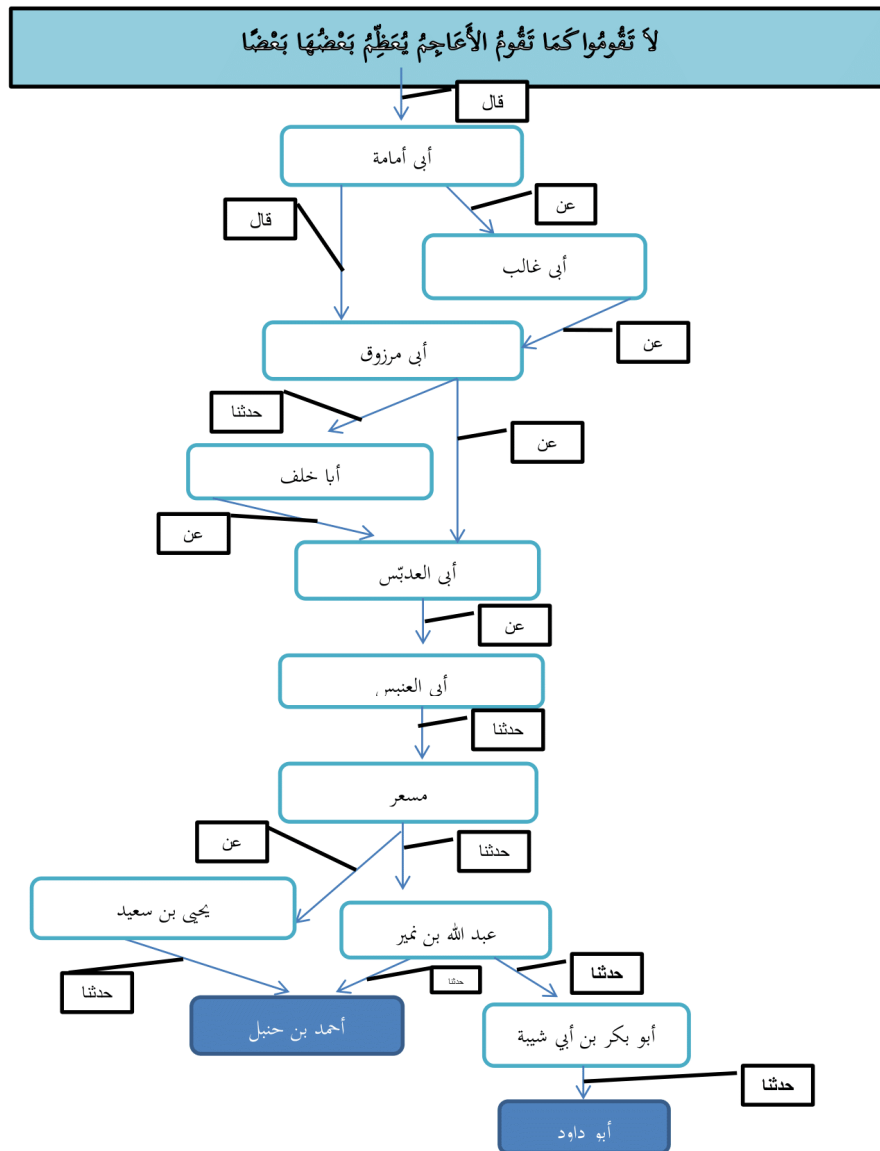 لاَ تَقُومُوا كَمَا تَقُومُ الأَعَاجِمُ يُعَظِّمُ بَعْضُهَا بَعْضًا
قال
أبى أمامة
عن
قال
أبى غالب
عن
أبى مرزوق
حدثنا
عن
أبا خلف
عن
أبى العدبّس
عن
أبى العنبس
حدثنا
مسعر
عن
حدثنا
يحيى بن سعيد
عبد الله بن نمير
حدثنا
حدثنا
حدثنا
أحمد بن حنبل
أبو بكر بن أبي شيبة
حدثنا
أبو داود